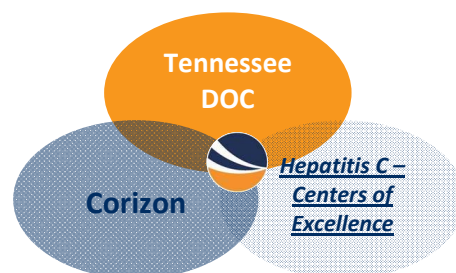 Tennessee
DOC
Corizon
Hepatitis C –
Centers of
Excellence